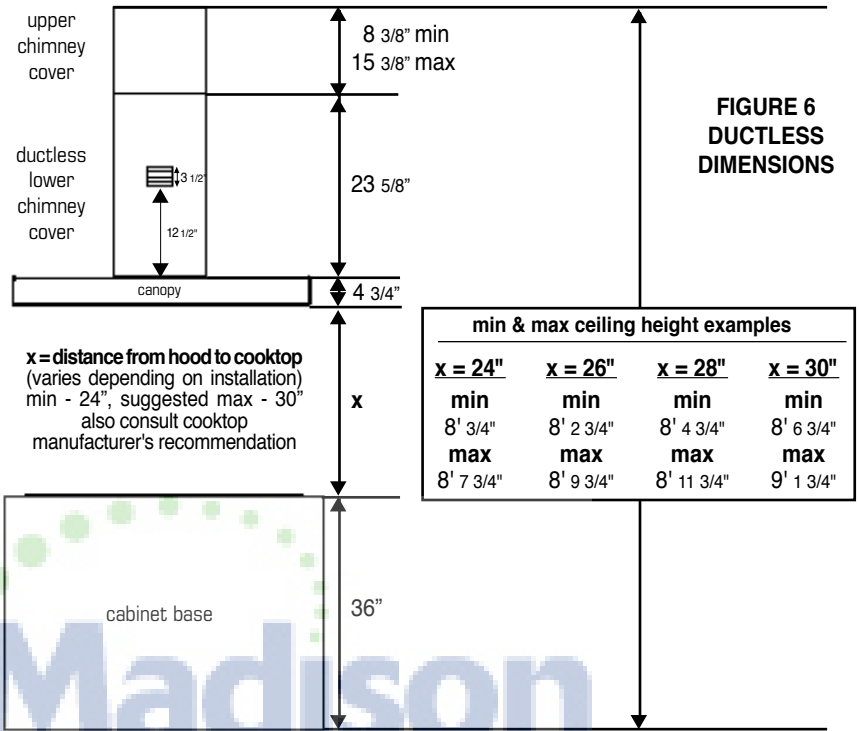 upper
chimney
cover
8 3/8” min
15 3/8” max
FIGURE 6
DUCTLESS
DIMENSIONS
ductless
lower
chimney
cover
3 1/2"
23 5/8”
12 1/2"
canopy
4 3/4”
x = distance from hood to cooktop
(varies depending on installation)
min - 24”, suggested max - 30”
also consult cooktop
manufacturer's recommendation
x
min & max ceiling height examples
x = 24" x = 26" x = 28" x = 30"
min min min min
8' 3/4" 8' 2 3/4" 8' 4 3/4" 8' 6 3/4"
max max max max
8' 7 3/4" 8' 9 3/4" 8' 11 3/4" 9' 1 3/4"
cabinet base
36”
Madison